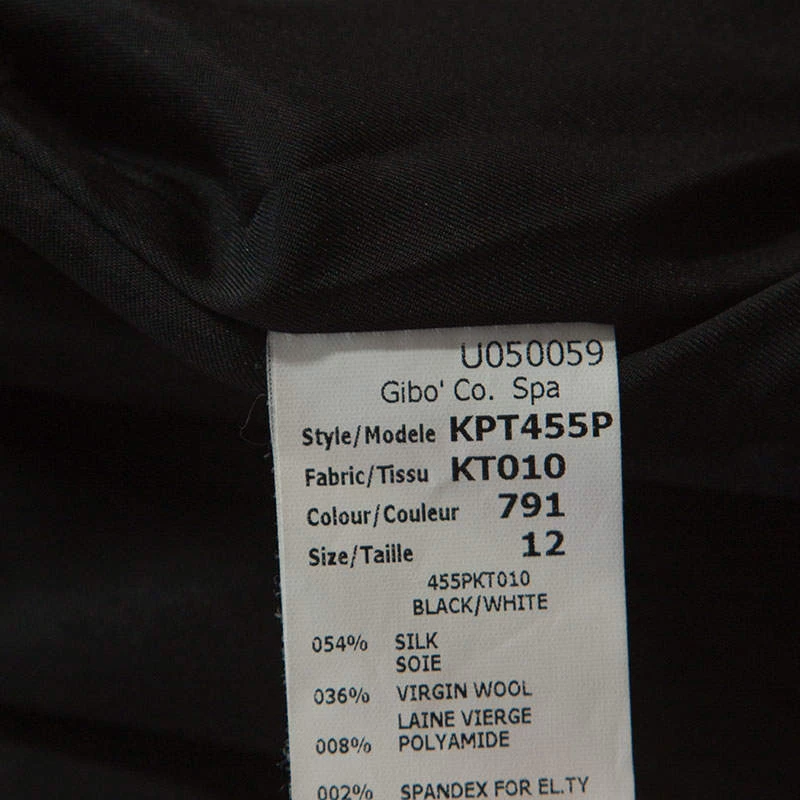 U050059
Gibo' Co. Spa
Style/Modele KPT455P
Fabric/Tissu KT010
Colour/Couleur 791
Size/Taille 12
455PKT010
BLACK/WHITE
054% SILK
SOIE
036% VIRGIN WOOL
LAINE VIERGE
008% POLYAMIDE
002% SPANDEX FOR EL.TY